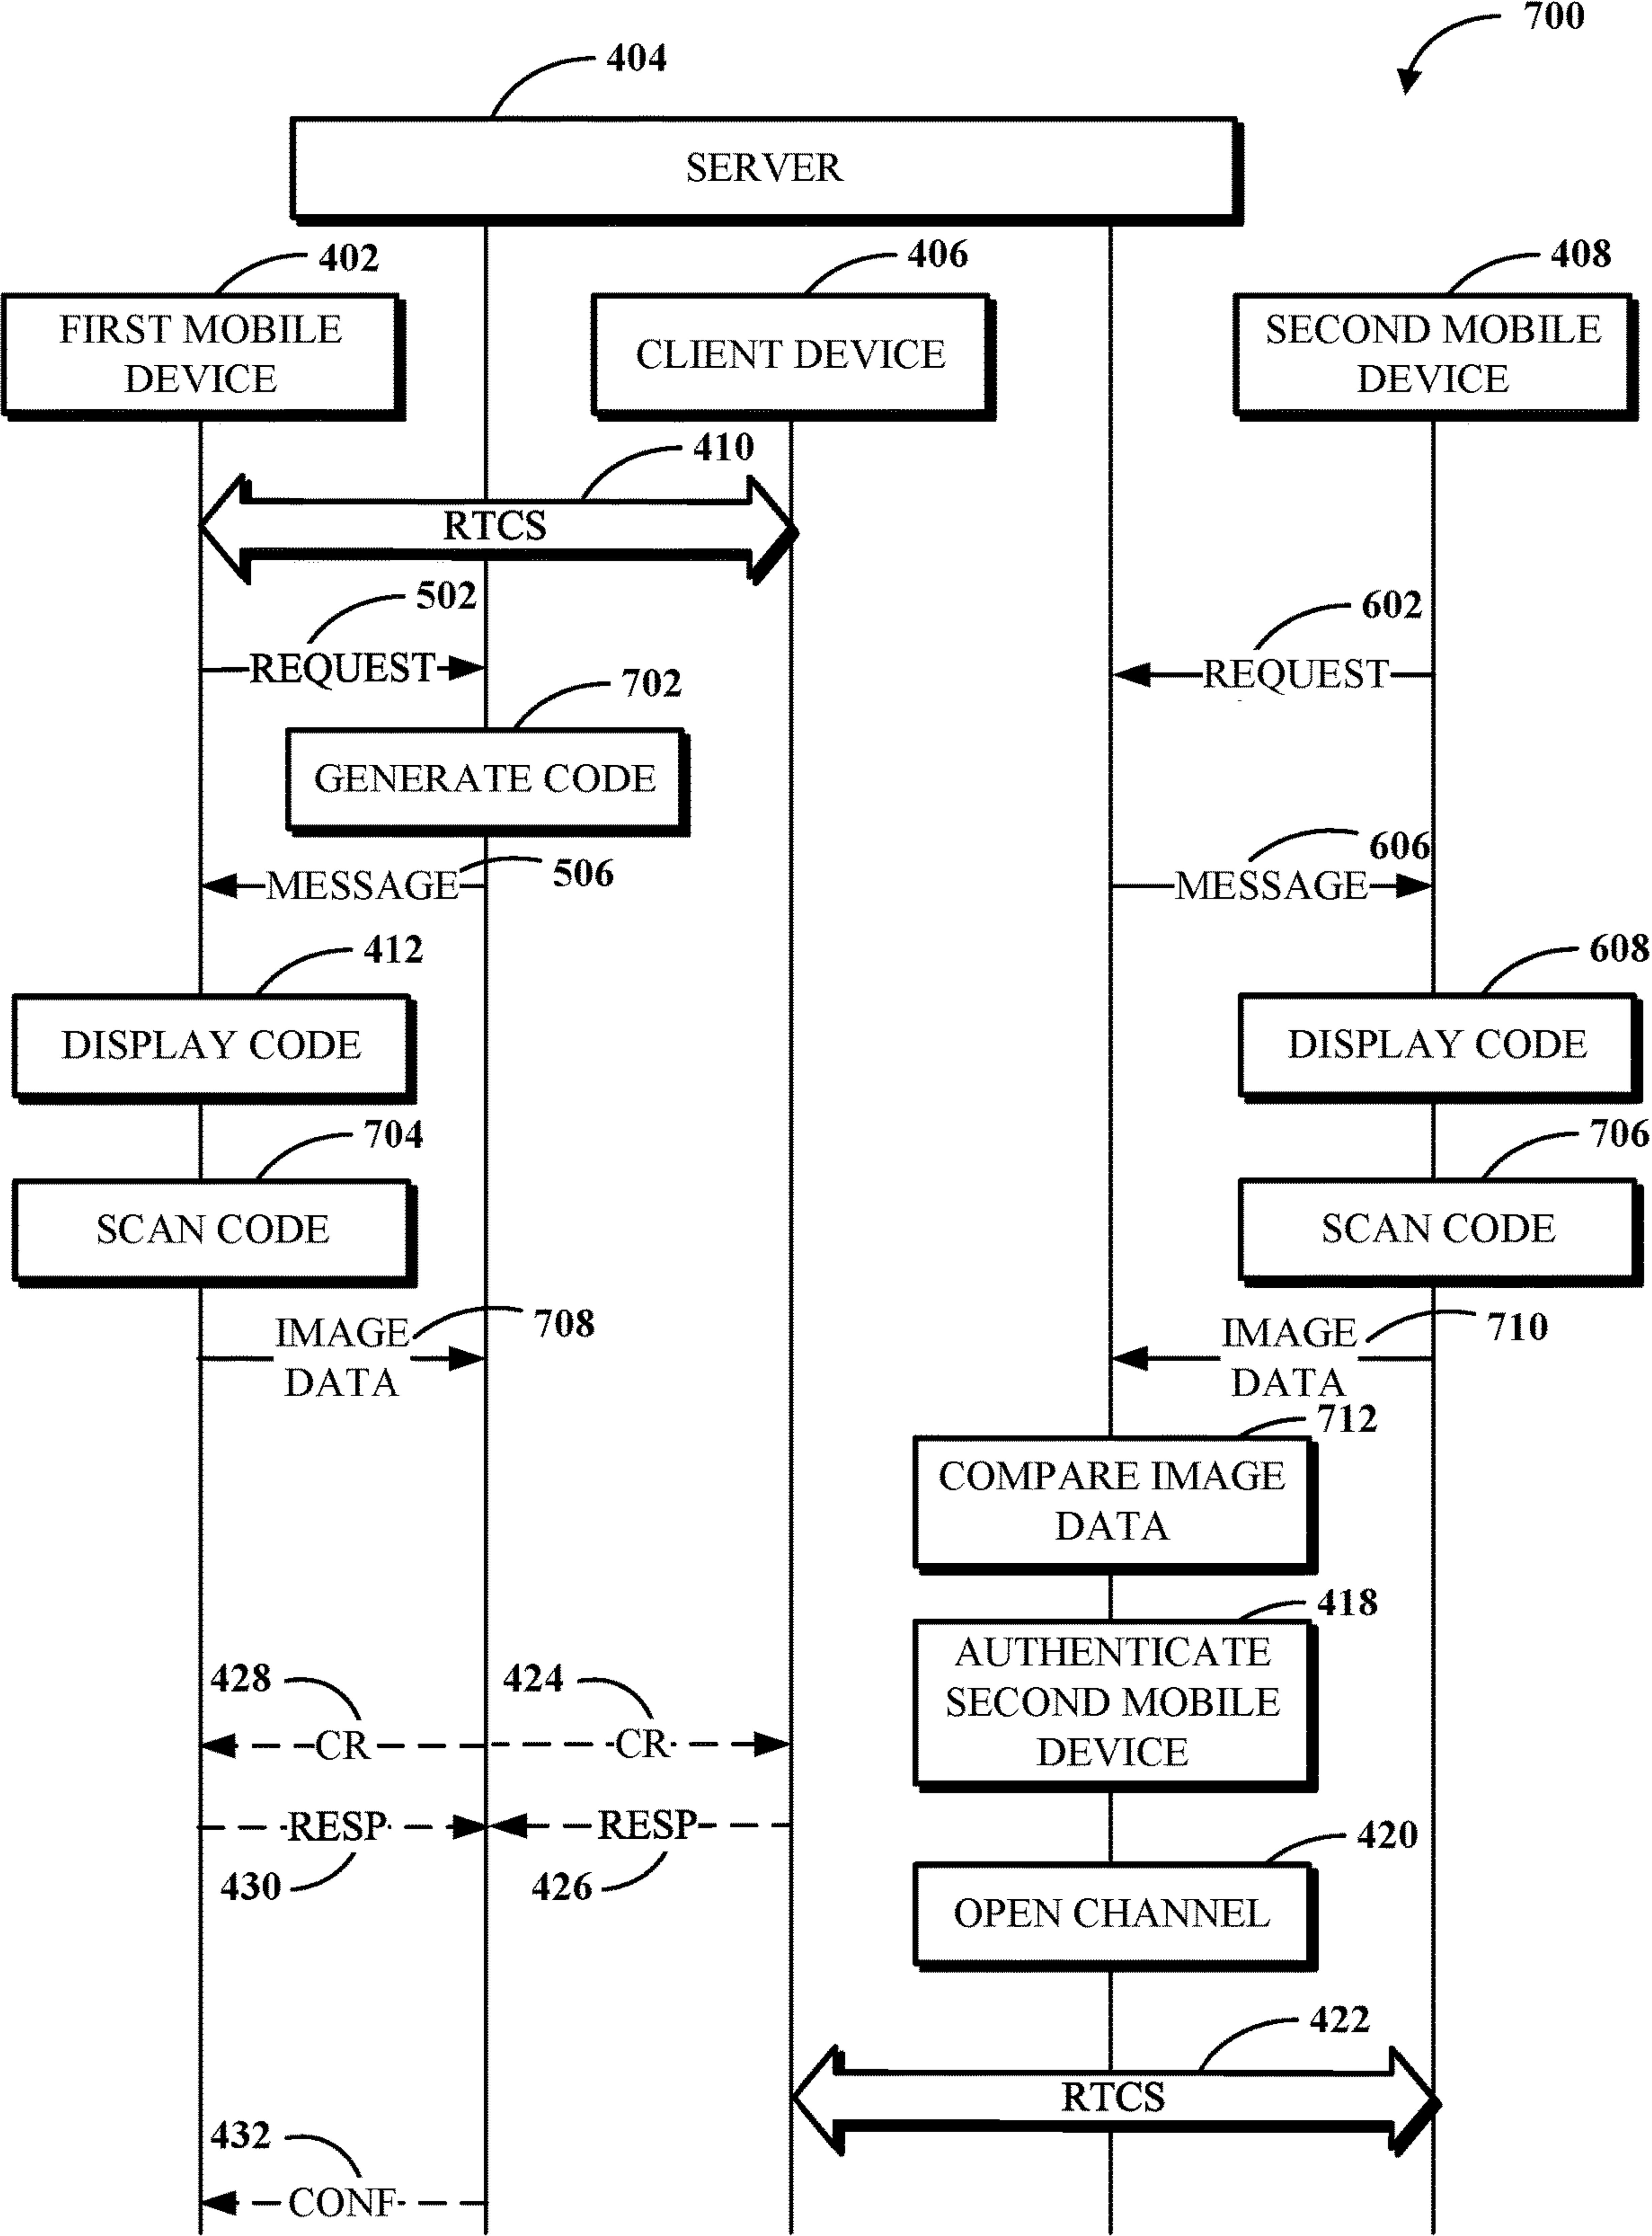 700
404
SERVER
402
406
408
FIRST MOBILE
DEVICE
CLIENT DEVICE
SECOND MOBILE
DEVICE
410
RTCS
502
602
REQUEST
REQUEST
702
GENERATE CODE
606
506
MESSAGE
MESSAGE
412
608
DISPLAY CODE
DISPLAY CODE
704
706
SCAN CODE
SCAN CODE
708
710
IMAGE
DATA
IMAGE
DATA
712
COMPARE IMAGE
DATA
418
AUTHENTICATE
SECOND MOBILE
DEVICE
428
424
CR
CR
RESP
RESP
430
426
420
OPEN CHANNEL
422
RTCS
432
CONF